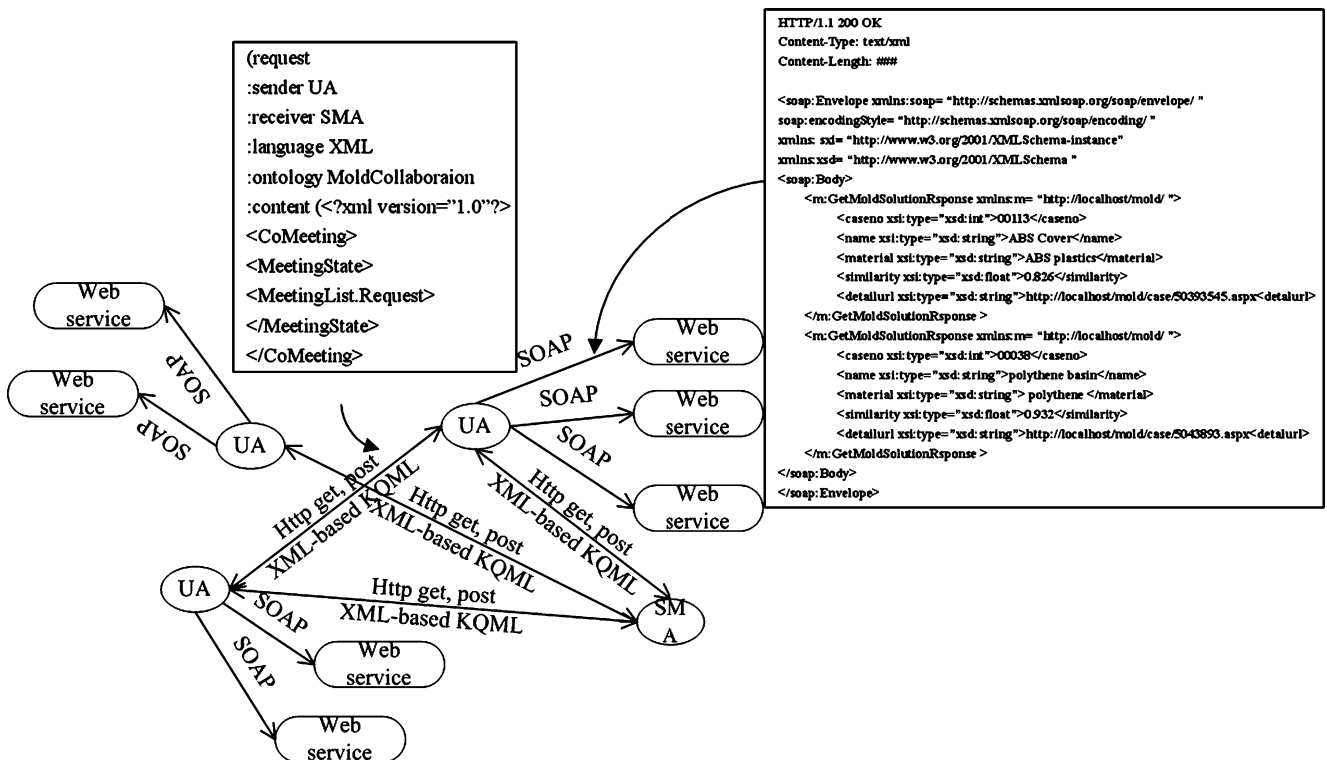 (request
:sender UA
:receiver SMA
:language XML
:ontology MoldCollaboraion
:content (<?xml version=”1.0”?>
<CoMeeting>
<MeetingState>
<MeetingList.Request>
</MeetingState>
</CoMeeting>
HTTP/1.1 200 OK
Content-Type: text/xml
Content-Length: ###
<soap:Envelope xmlns:soap= “http://schemas.xmlsoap.org/soap/envelope/ ”
soap:encodingStyle= “http://schemas.xmlsoap.org/soap/encoding/ ”
xmlns: sxi= “http://www.w3.org/2001/XMLSchema-instance”
xmlns:xsd= “http://www.w3.org/2001/XMLSchema ”
<soap:Body>
<m:GetMoldSolutionRsponse xmlns:m= “http://localhost/mold/ ”>
<caseno xsi:type=”xsd:int”>00113</caseno>
<name xsi:type=”xsd:string”>ABS Cover</name>
<material xsi:type=”xsd:string”>ABS plastics</material>
<similarity xsi:type=”xsd:float”>0.826</similarity>
<detailurl xsi:type=”xsd:string”>http://localhost/mold/case/50393545.aspx<detalurl>
</m:GetMoldSolutionRsponse >
<m:GetMoldSolutionRsponse xmlns:m= “http://localhost/mold/ ”>
<caseno xsi:type=”xsd:int”>00038</caseno>
<name xsi:type=”xsd:string”>polythene basin</name>
<material xsi:type=”xsd:string”> polythene </material>
<similarity xsi:type=”xsd:float”>0.932</similarity>
<detailurl xsi:type=”xsd:string”>http://localhost/mold/case/5043893.aspx<detalurl>
</m:GetMoldSolutionRsponse >
</soap:Body>
</soap:Envelope>
Web
service
Web
service
SOAP
SOAP
UA
UA
SOAP
SOAP
SOAP
Web
service
Web
service
Web
service
Http get, post
XML-based KQML
Http get, post
XML-based KQML
Http get, post
XML-based KQML
UA
Http get, post
XML-based KQML
SM
A
SOAP
SOAP
Web
service
Web
service